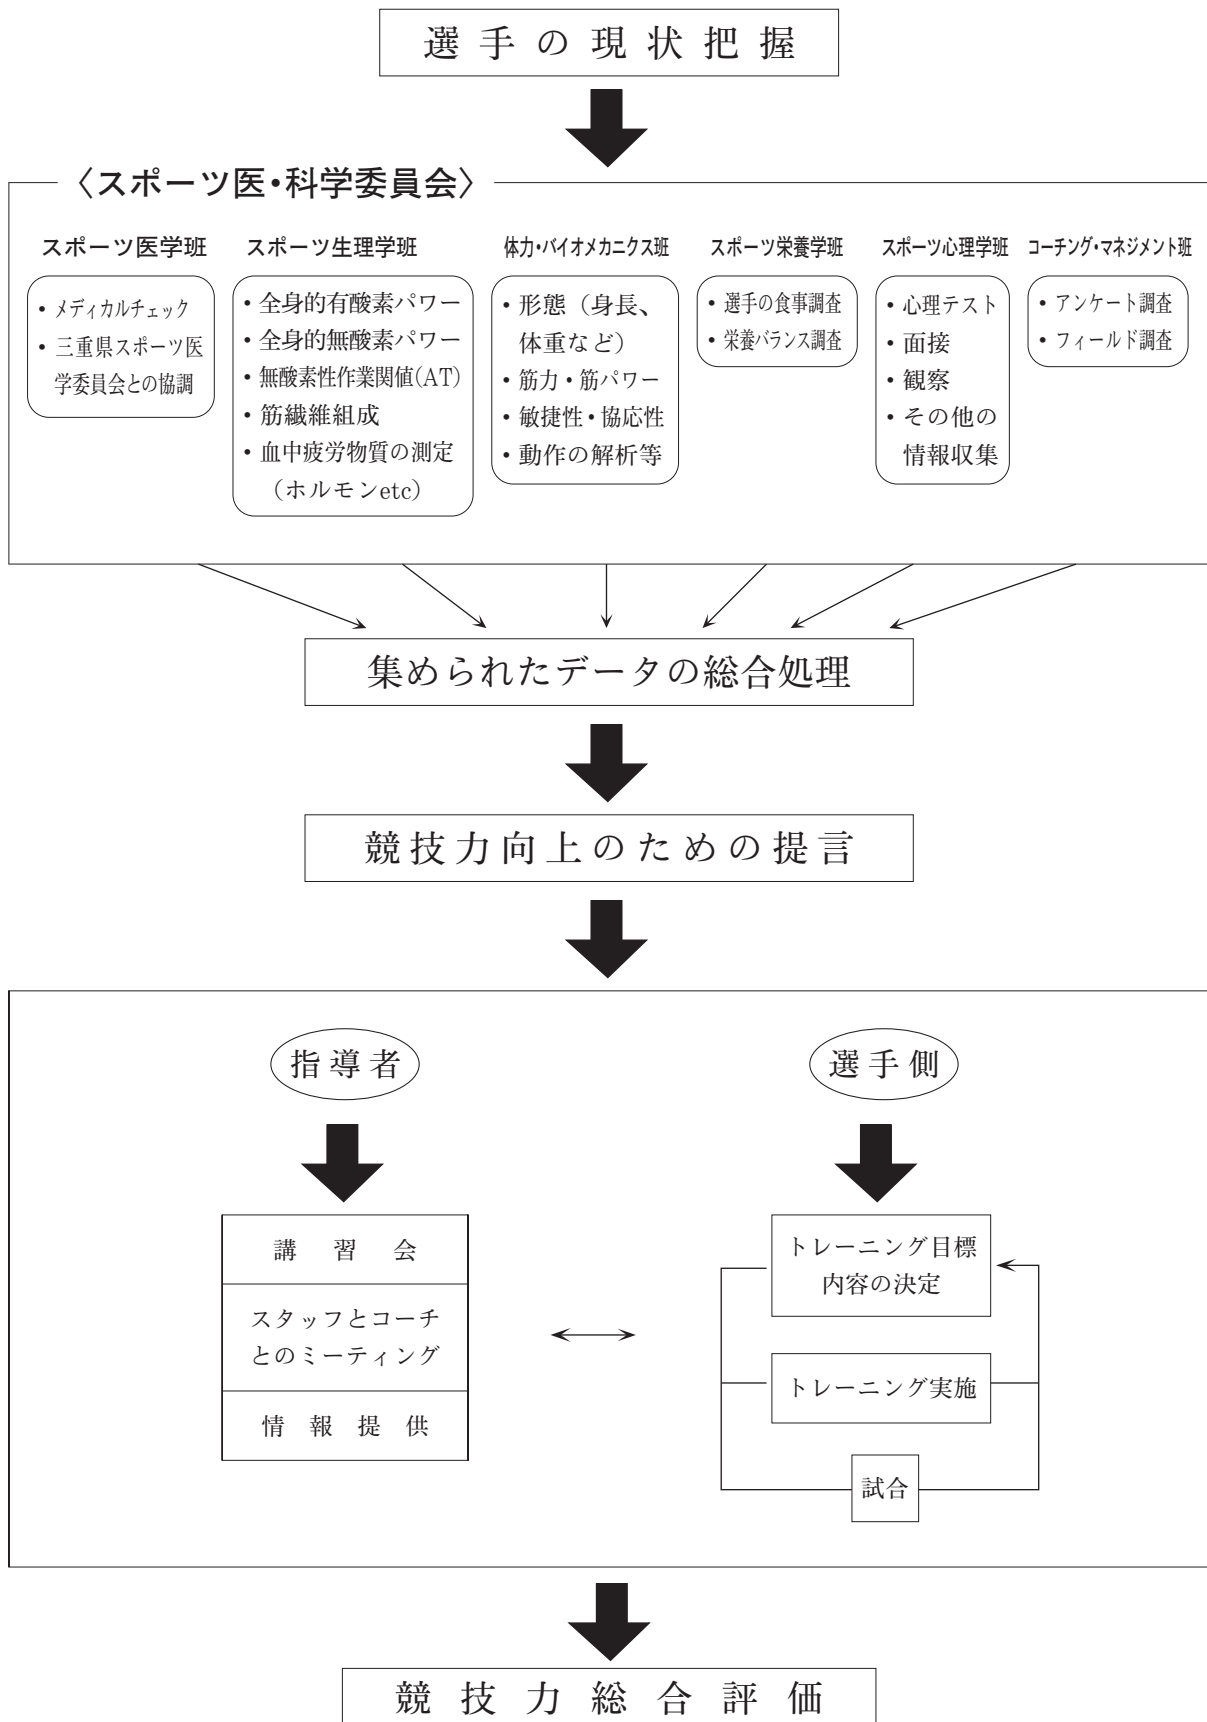 選手の現状把握
〈スポーツ医・科学委員会〉
スポーツ医学班
・メディカルチェック
・三重県スポーツ医
学委員会との協調
スポーツ生理学班
・全身的有酸素パワー
・全身的無酸素パワー
・無酸素性作業関値(AT)
・筋繊維組成
・血中疲労物質の測定
（ホルモンetc）
体力・バイオメカニクス班
・形態（身長、
体重など）
・筋力・筋パワー
・敏捷性・協応性
・動作の解析等
スポーツ栄養学班
・選手の食事調査
・栄養バランス調査
スポーツ心理学班
・心理テスト
・面接
・観察
・その他の
情報収集
コーチング・マネジメント班
・アンケート調査
・フィールド調査
集められたデータの総合処理
競技力向上のための提言
指導者
講習会
スタッフとコーチ
とのミーティング
情報提供
選手側
トレーニング目標
内容の決定
トレーニング実施
試合
競技力総合評価